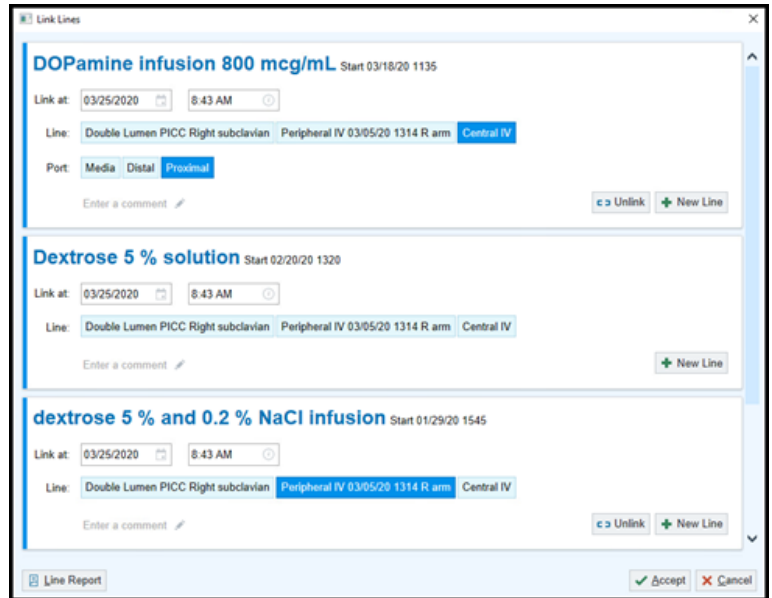 Link Lines
DOPamine infusion 800 mcg/mL Start 03/18/20 1135
Link at: 03/25/2020 8:43 AM
Line: Double Lumen PICC Right subclavian Peripheral IV 03/05/20 1314 R arm Central IV
Port: Media Distal Proximal
Enter a comment Unlink New Line
Dextrose 5 % solution Start 02/20/20 1320
Link at: 03/25/2020 8:43 AM
Line: Double Lumen PICC Right subclavian Peripheral IV 03/05/20 1314 R arm Central IV
Enter a comment New Line
dextrose 5 % and 0.2 % NaCl infusion Start 01/29/20 1545
Link at: 03/25/2020 8:43 AM
Line: Double Lumen PICC Right subclavian Peripheral IV 03/05/20 1314 R arm Central IV
Enter a comment Unlink New Line
Line Report Accept Cancel